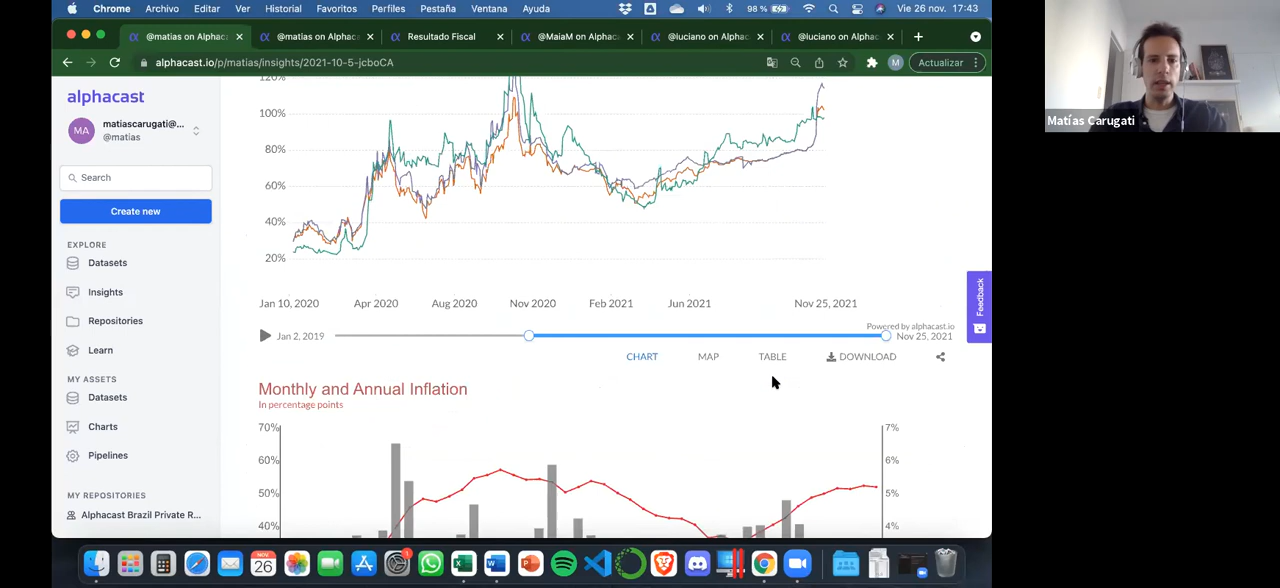 Chrome Archivo Editar Ver Historial Favoritos Perfiles Pestaña Ventana Ayuda 98 % Vie 26 nov. 17:43
@matias on Alphac @matias on Alphaca Resultado Fiscal @MaiaM on Alphac @luciano on Alphac @luciano on Alphac
alphacast.io/p/matias/insights/2021-10-5-jcboCA M Actualizar
Matías Carugati
alphacast
MA matiascarugati@...
@matias
Search
Create new
EXPLORE
Datasets
Insights
Repositories
Learn
MY ASSETS
Datasets
Charts
Pipelines
MY REPOSITORIES
Alphacast Brazil Private R...
120%
100%
80%
60%
40%
20%
Jan 10, 2020 Apr 2020 Aug 2020 Nov 2020 Feb 2021 Jun 2021 Nov 25, 2021
Powered by alphacast.io
Jan 2, 2019 Nov 25, 2021
CHART MAP TABLE DOWNLOAD
Feedback
Monthly and Annual Inflation
In percentage points
70% 7%
60% 6%
50% 5%
40% 4%
NOV
26
1